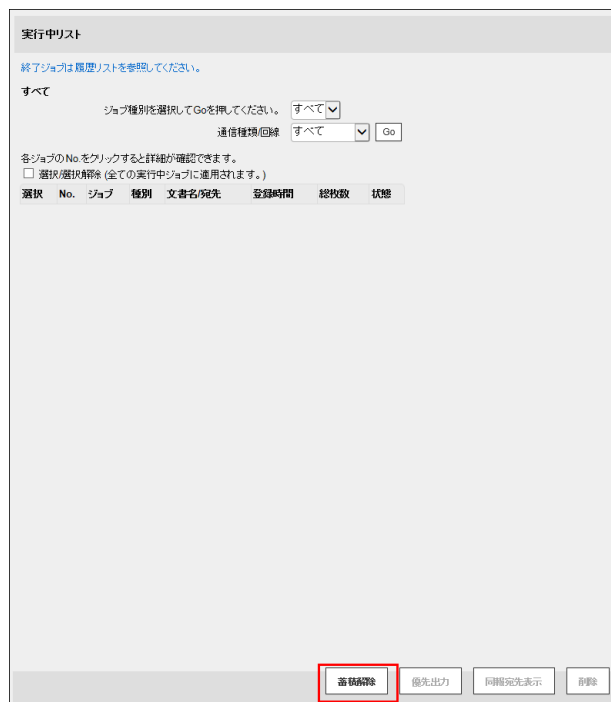 実行中リスト
終了ジョブは履歴リストを参照してください。
すべて
ジョブ種別を選択してGoを押してください。 すべて
通信種類/回線 すべて Go
各ジョブのNo.をクリックすると詳細が確認できます。
選択/選択解除 (全ての実行中ジョブに適用されます。)
選択 No. ジョブ 種別 文書名/宛先 登録時間 総枚数 状態
蓄積解除 優先出力 同報宛先表示 削除